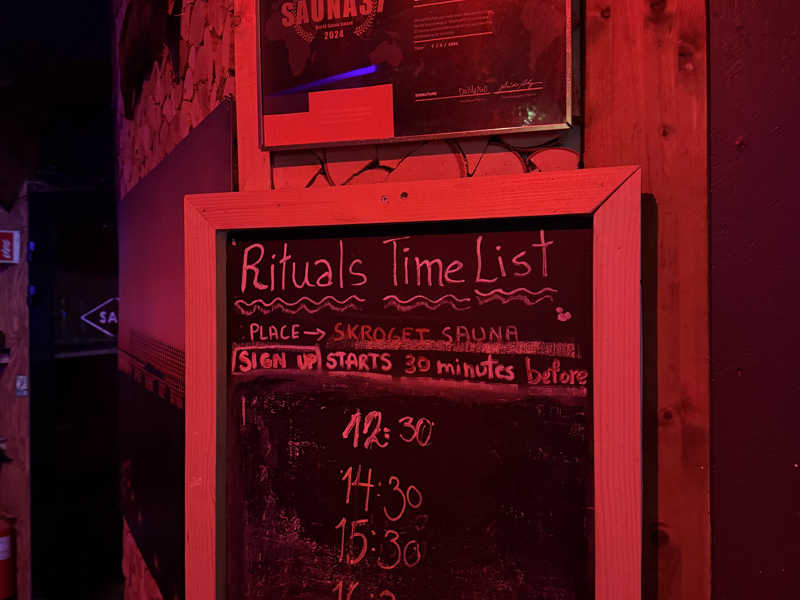 SAUNAS
2024
Rituals Time List
PLACE → SKROGET SAUNA
SIGN UP STARTS 30 minutes before
12:30
14:30
15:30
SA